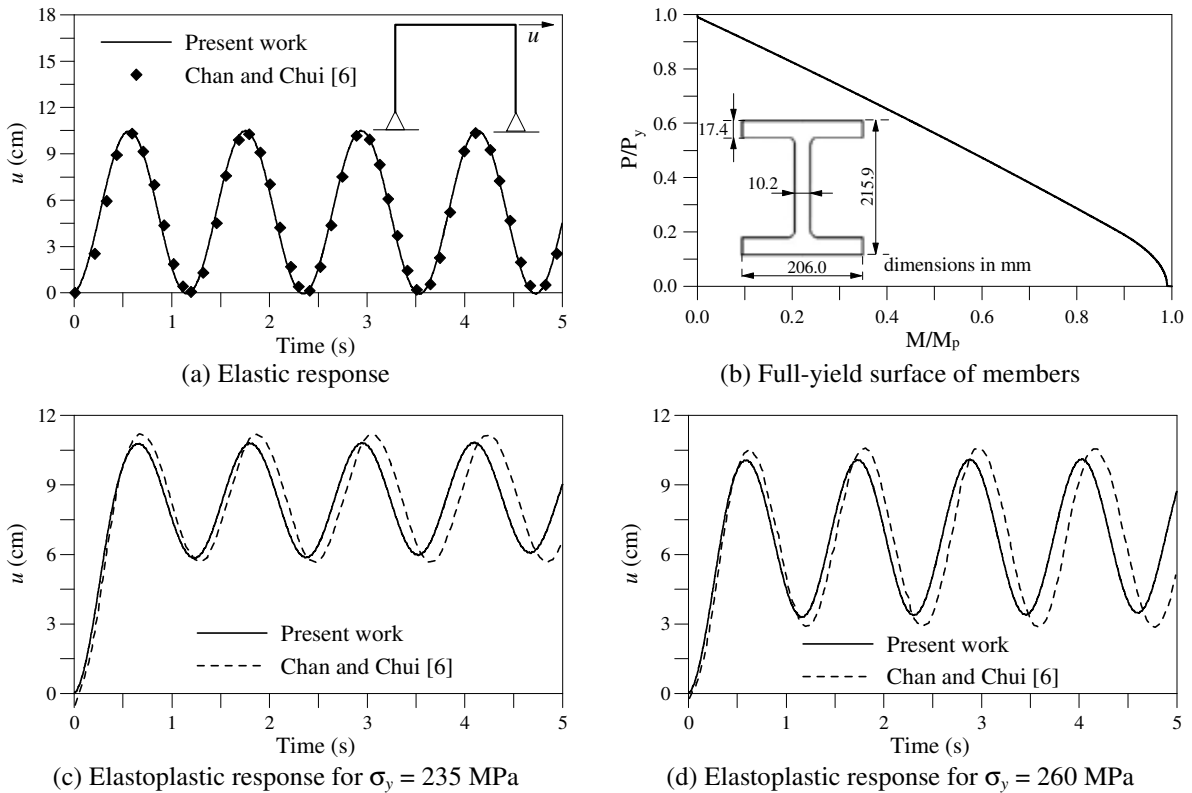 18
15
12
9
6
3
0
u (cm)
Present work
Chan and Chui [6]
u
0 1 2 3 4 5
Time (s)
(a) Elastic response
1.0
0.8
0.6
0.4
0.2
0.0
P/Py
17.4
10.2
215.9
206.0
dimensions in mm
0.0 0.2 0.4 0.6 0.8 1.0
M/Mp
(b) Full-yield surface of members
12
9
6
3
0
u (cm)
Present work
Chan and Chui [6]
0 1 2 3 4 5
Time (s)
(c) Elastoplastic response for σy = 235 MPa
12
9
6
3
0
u (cm)
Present work
Chan and Chui [6]
0 1 2 3 4 5
Time (s)
(d) Elastoplastic response for σy = 260 MPa